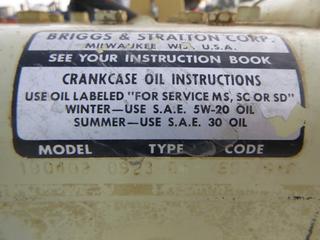 BRIGGS & STRATTON CORP.
MILWAUKEE WIS. U.S.A.
SEE YOUR INSTRUCTION BOOK
CRANKCASE OIL INSTRUCTIONS
USE OIL LABELED "FOR SERVICE MS, SC OR SD"
WINTER—USE S.A.E. 5W-20 OIL
SUMMER—USE S.A.E. 30 OIL
MODEL TYPE CODE